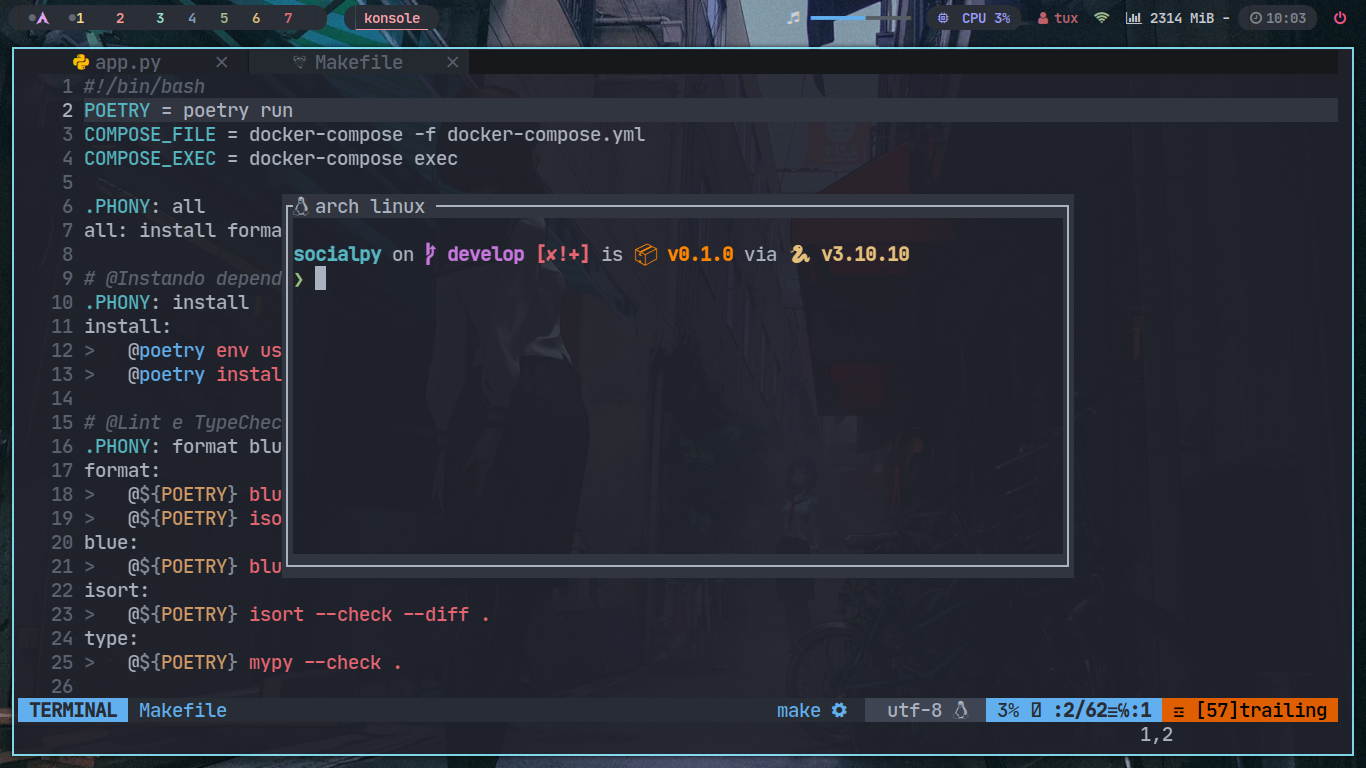 1 2 3 4 5 6 7 konsole CPU 3% tux 2314 MiB - 10:03
app.py × Makefile ×
1 #!/bin/bash
2 POETRY = poetry run
3 COMPOSE_FILE = docker-compose -f docker-compose.yml
4 COMPOSE_EXEC = docker-compose exec
5
6 .PHONY: all
7 all: install forma
8
9 # @Instando depend
10 .PHONY: install
11 install:
12 > @poetry env us
13 > @poetry instal
14
15 # @Lint e TypeChec
16 .PHONY: format blu
17 format:
18 > @${POETRY} blu
19 > @${POETRY} iso
20 blue:
21 > @${POETRY} blu
22 isort:
23 > @${POETRY} isort --check --diff .
24 type:
25 > @${POETRY} mypy --check .
26
arch linux
socialpy on develop [✘!+] is v0.1.0 via v3.10.10
❯
TERMINAL Makefile make utf-8 3% :2/62≡℅:1 [57]trailing
1,2